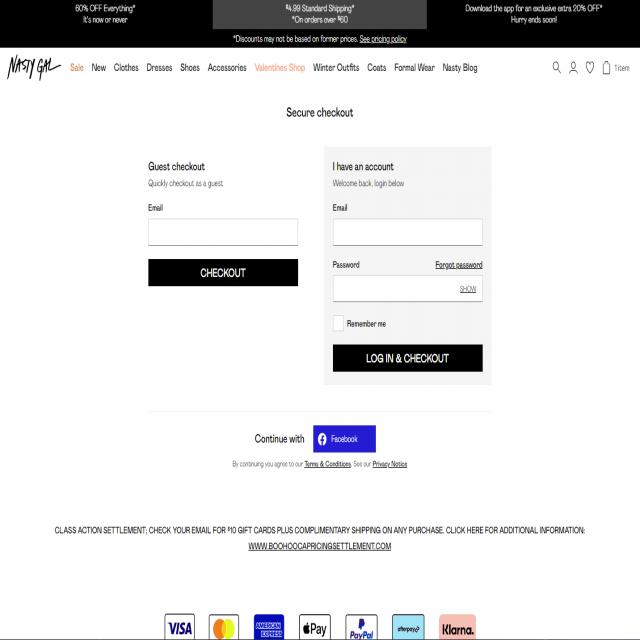 60% OFF Everything*
It's now or never
$4.99 Standard Shipping*
*On orders over $60
Download the app for an exclusive extra 20% OFF*
Hurry ends soon!
*Discounts may not be based on former prices. See pricing policy
NASTY GAL
Sale New Clothes Dresses Shoes Accessories Valentines Shop Winter Outfits Coats Formal Wear Nasty Blog 1 item
Secure checkout
Guest checkout
Quickly checkout as a guest
Email
CHECKOUT
I have an account
Welcome back, login below
Email
Password Forgot password
SHOW
Remember me
LOG IN & CHECKOUT
Continue with Facebook
By continuing you agree to our Terms & Conditions. See our Privacy Notice
CLASS ACTION SETTLEMENT; CHECK YOUR EMAIL FOR $10 GIFT CARDS PLUS COMPLIMENTARY SHIPPING ON ANY PURCHASE. CLICK HERE FOR ADDITIONAL INFORMATION:
WWW.BOOHOOCAPRICINGSETTLEMENT.COM
VISA AMERICAN EXPRESS Pay PayPal afterpay Klarna.